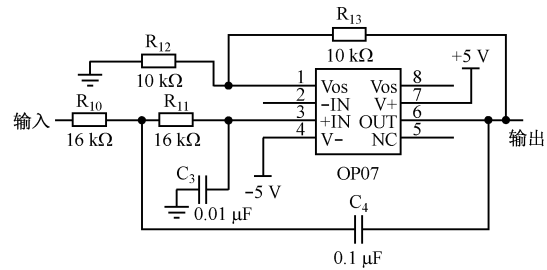 R13
10 kΩ
R12
10 kΩ
+5 V
1 Vos Vos 8
2 -IN V+ 7
3 +IN OUT 6
4 V- NC 5
OP07
输入
R10
16 kΩ
R11
16 kΩ
输出
C3
0.01 μF
-5 V
C4
0.1 μF